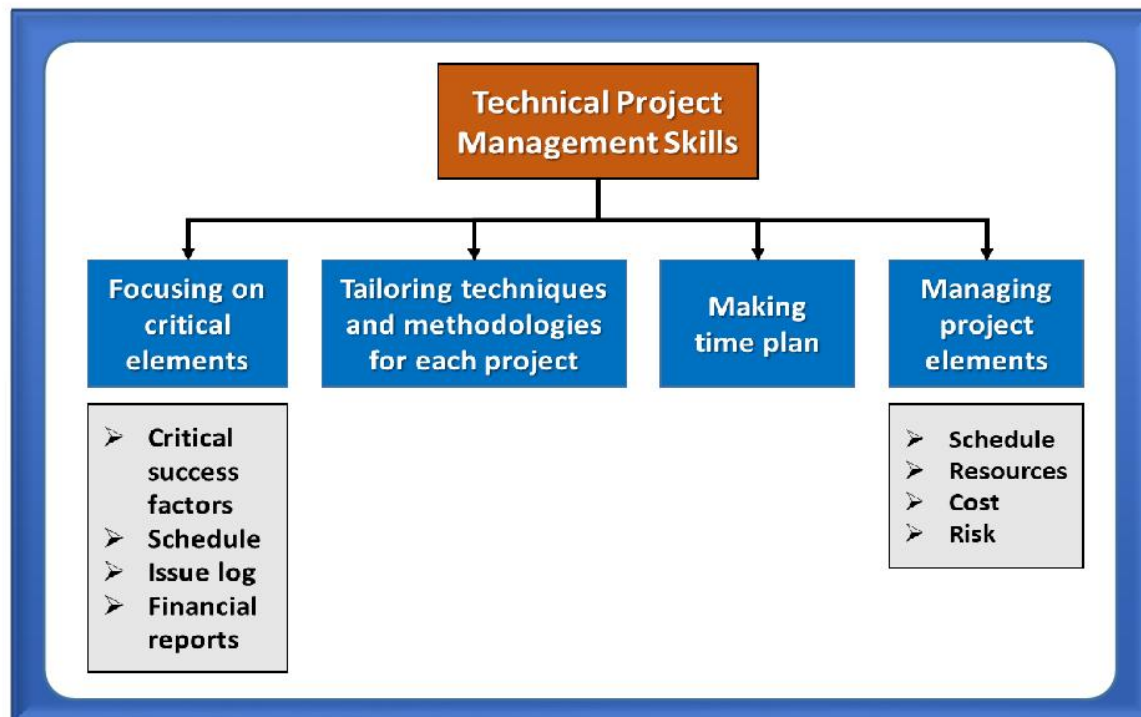 Technical Project
Management Skills
Focusing on
critical
elements
Tailoring techniques
and methodologies
for each project
Making
time plan
Managing
project
elements
➢ Critical
success
factors
➢ Schedule
➢ Issue log
➢ Financial
reports
➢ Schedule
➢ Resources
➢ Cost
➢ Risk